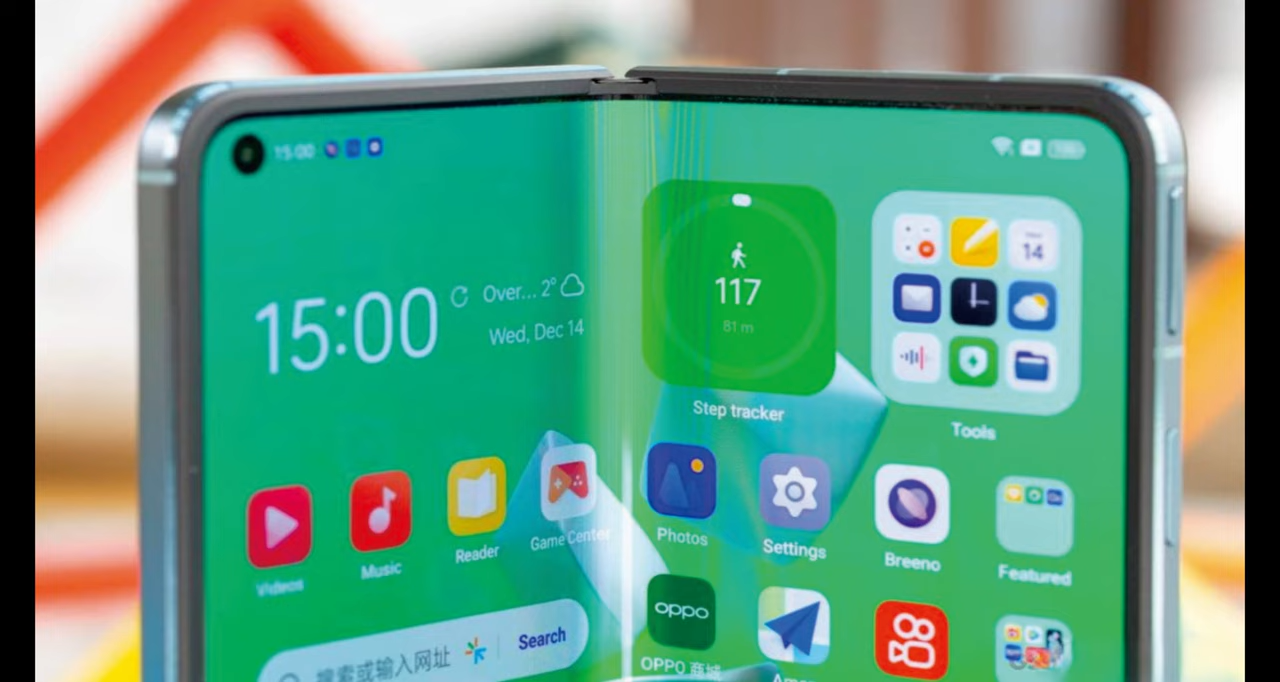 15:00
15:00
Over... 2°
Wed, Dec 14
117
81 m
Step tracker
14
Tools
Videos
Music
Reader
Game Center
Photos
Settings
Breeno
Featured
搜索或输入网址
Search
oppo
OPPO 商城